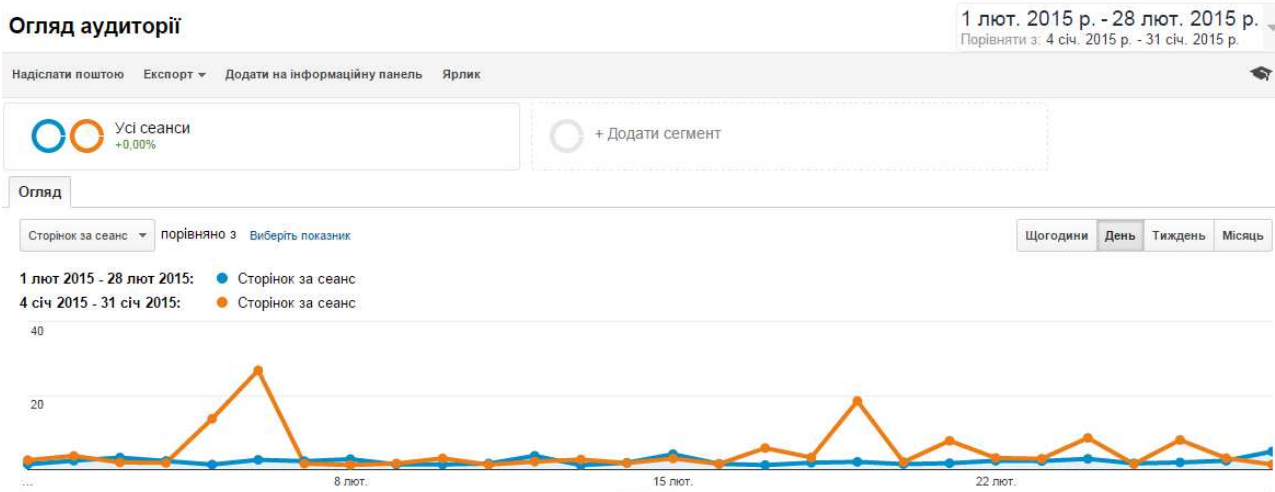 Огляд аудиторії
1 лют. 2015 р. - 28 лют. 2015 р.
Порівняти з: 4 січ. 2015 р. - 31 січ. 2015 р.
Надіслати поштою Експорт Додати на інформаційну панель Ярлик
Усі сеанси
+0,00%
+ Додати сегмент
Огляд
Сторінок за сеанс порівняно з Виберіть показник
Щогодини День Тиждень Місяць
1 лют 2015 - 28 лют 2015: Сторінок за сеанс
4 січ 2015 - 31 січ 2015: Сторінок за сеанс
40
20
... 8 лют. 15 лют. 22 лют.